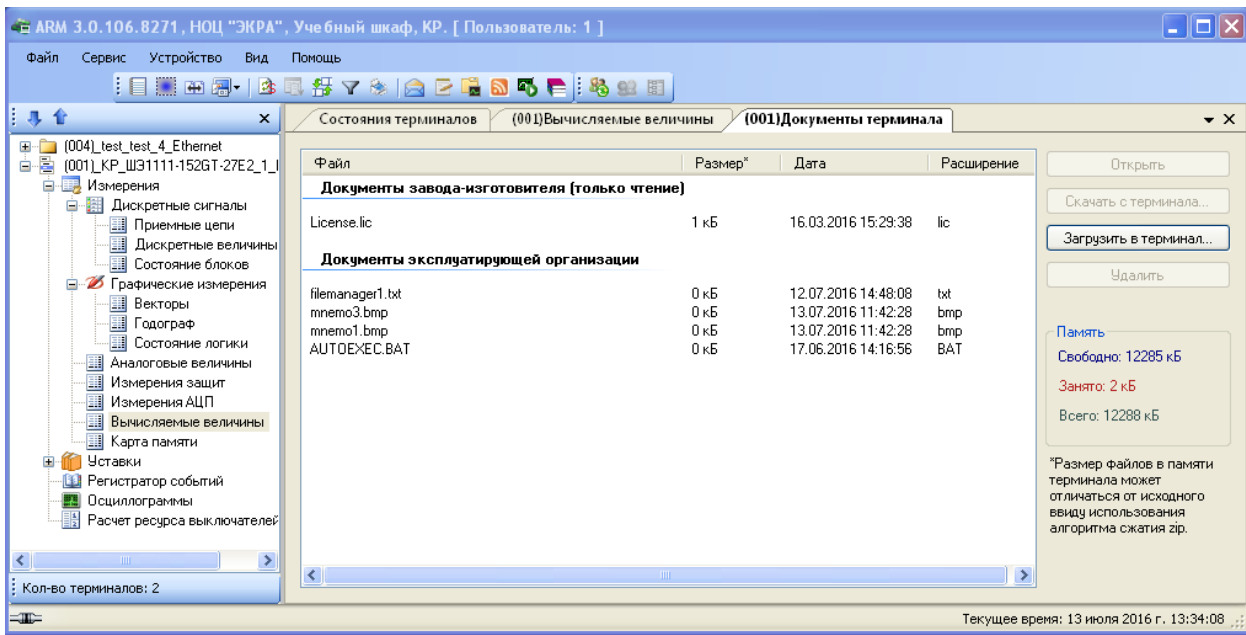 ARM 3.0.106.8271, НОЦ "ЭКРА", Учебный шкаф, КР. [ Пользователь: 1 ]
Файл Сервис Устройство Вид Помощь
Состояния терминалов (001)Вычисляемые величины (001)Документы терминала
(004)_test_test_4_Ethernet
(001)_КР_ШЭ1111-152GT-27E2_1_
Измерения
Дискретные сигналы
Приемные цепи
Дискретные величины
Состояние блоков
Графические измерения
Векторы
Годограф
Состояние логики
Аналоговые величины
Измерения защит
Измерения АЦП
Вычисляемые величины
Карта памяти
Уставки
Регистратор событий
Осциллограммы
Расчет ресурса выключателей
Кол-во терминалов: 2
Файл Размер* Дата Расширение
Документы завода-изготовителя (только чтение)
License.lic 1 кБ 16.03.2016 15:29:38 lic
Документы эксплуатирующей организации
filemanager1.txt 0 кБ 12.07.2016 14:48:08 txt
mnemo3.bmp 0 кБ 13.07.2016 11:42:28 bmp
mnemo1.bmp 0 кБ 13.07.2016 11:42:28 bmp
AUTOEXEC.BAT 0 кБ 17.06.2016 14:16:56 BAT
Открыть
Скачать с терминала...
Загрузить в терминал...
Удалить
Память
Свободно: 12285 кБ
Занято: 2 кБ
Всего: 12288 кБ
*Размер файлов в памяти
терминала может
отличаться от исходного
ввиду использования
алгоритма сжатия zip.
Текущее время: 13 июля 2016 г. 13:34:08